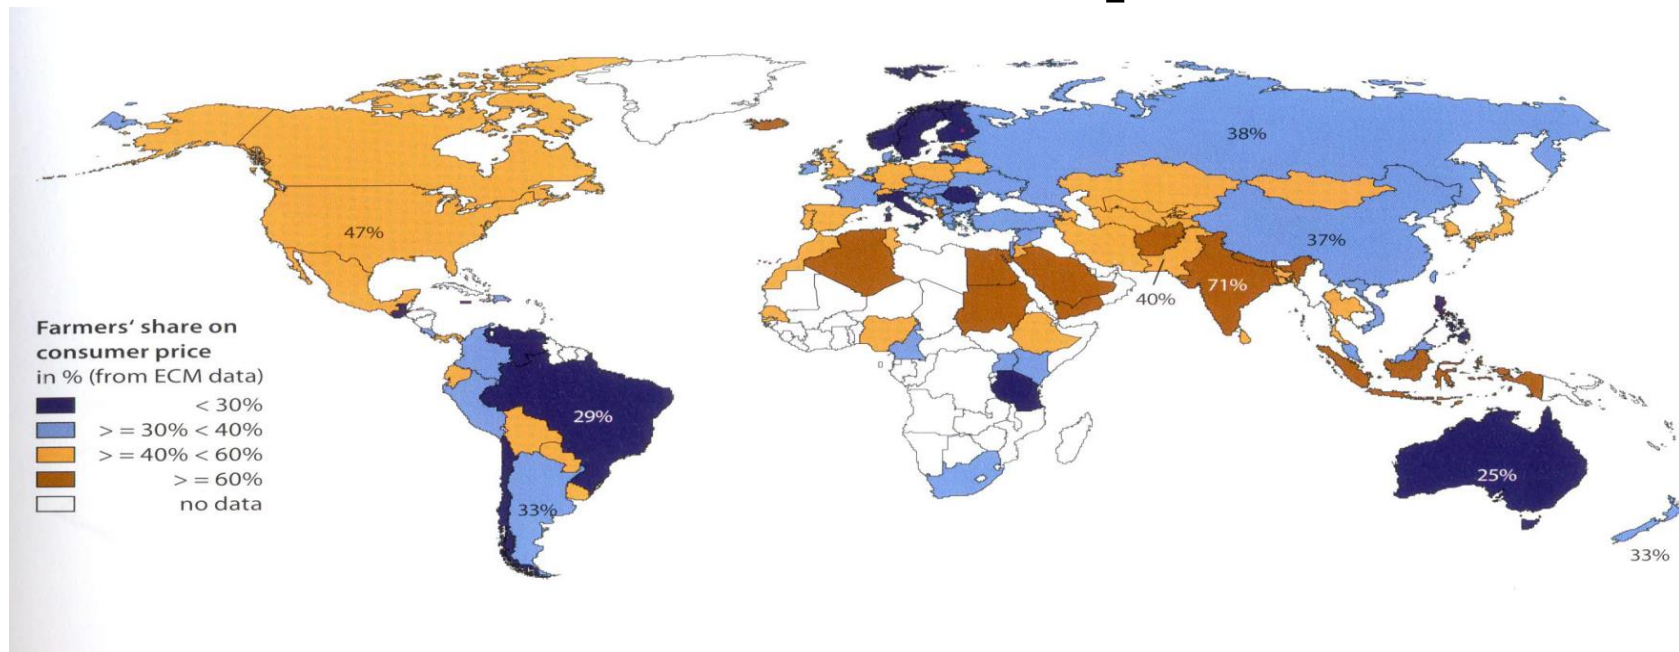 38%
47%
37%
71%
40%
Farmers‘ share on
consumer price
in % (from ECM data)
< 30%
> = 30% < 40%
> = 40% < 60%
> = 60%
no data
29%
33%
25%
33%